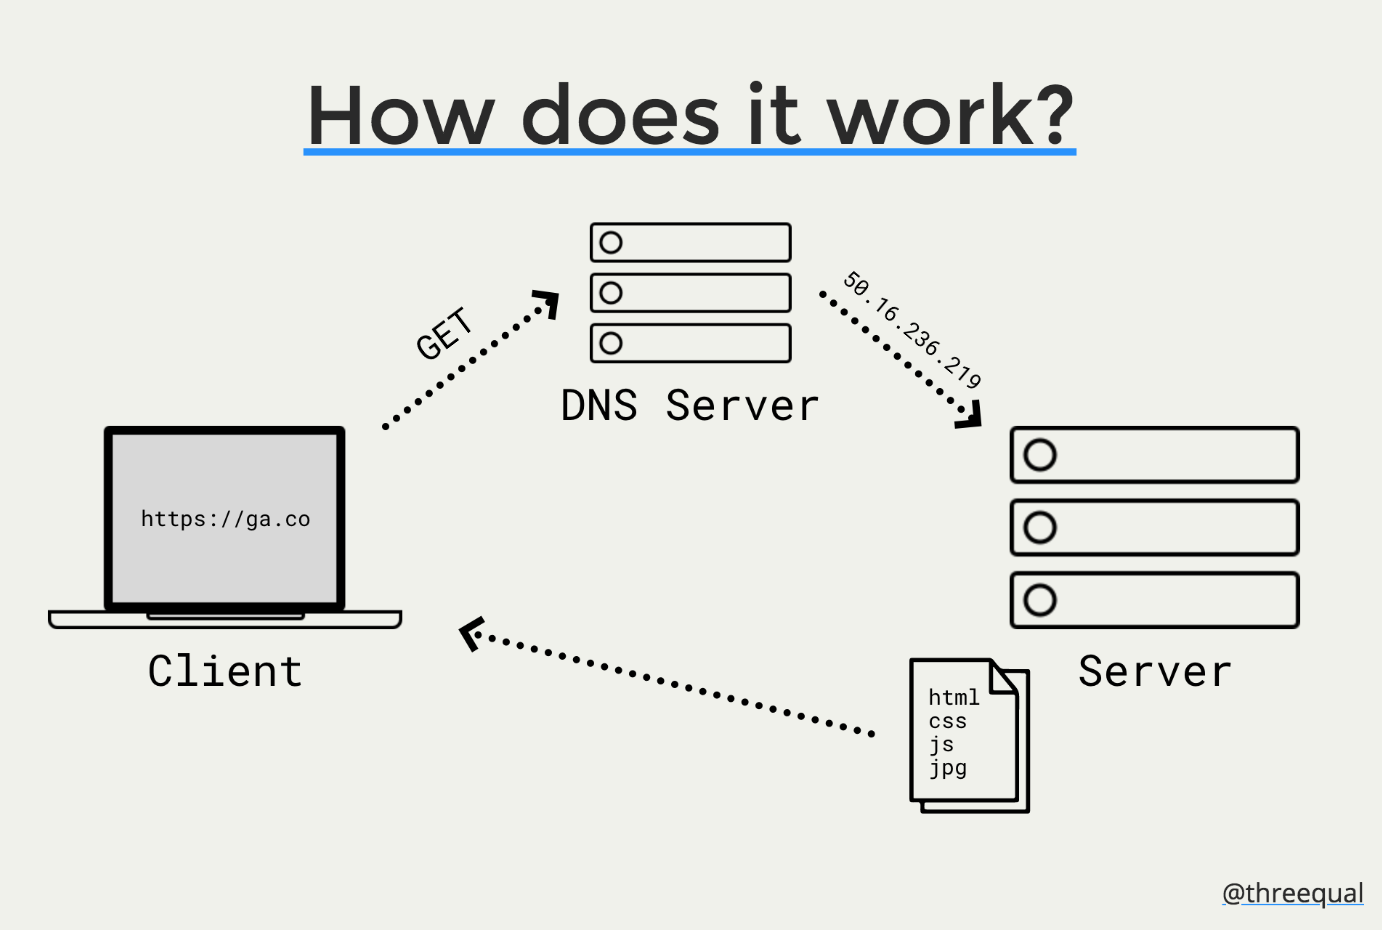 How does it work?
GET
50.16.236.219
DNS Server
https://ga.co
Client
Server
html
css
js
jpg
@threequal